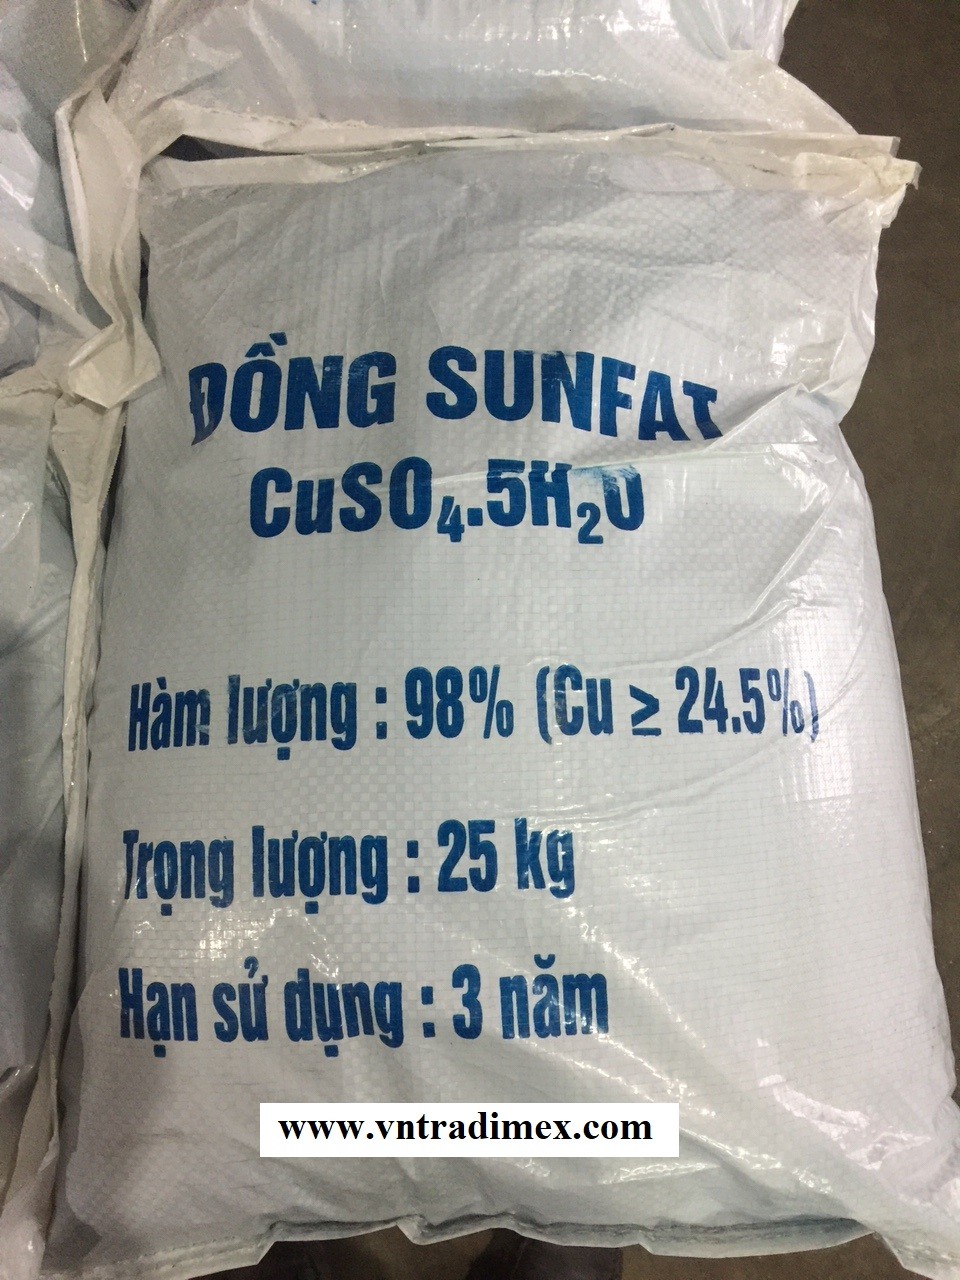 ĐỒNG SUNFAT
CuSO₄.5H₂O
Hàm lượng : 98% (Cu ≥ 24.5%)
Trọng lượng : 25 kg
Hạn sử dụng : 3 năm
www.vntradimex.com